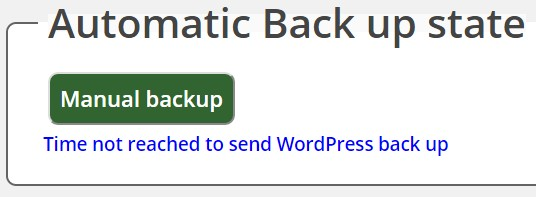 Automatic Back up state
Manual backup
Time not reached to send WordPress back up